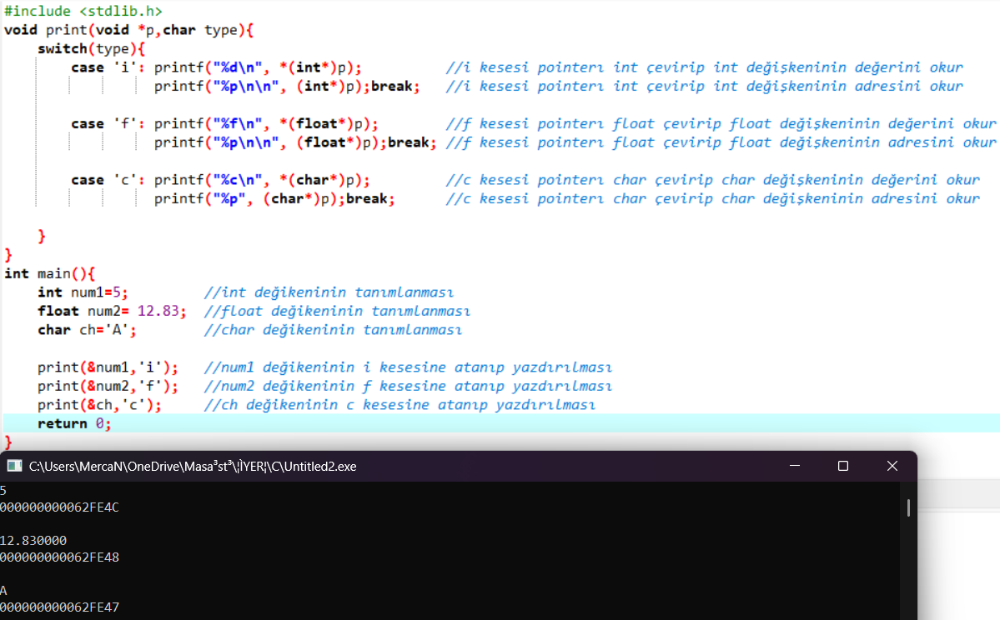 #include <stdlib.h>
void print(void *p,char type){
switch(type){
case 'i': printf("%d\n", *(int*)p); //i kesesi pointerı int çevirip int değişkeninin değerini okur
printf("%p\n\n", (int*)p);break; //i kesesi pointerı int çevirip int değişkeninin adresini okur
case 'f': printf("%f\n", *(float*)p); //f kesesi pointerı float çevirip float değişkeninin değerini okur
printf("%p\n\n", (float*)p);break; //f kesesi pointerı float çevirip float değişkeninin adresini okur
case 'c': printf("%c\n", *(char*)p); //c kesesi pointerı char çevirip char değişkeninin değerini okur
printf("%p", (char*)p);break; //c kesesi pointerı char çevirip char değişkeninin adresini okur
}
}
int main(){
int num1=5; //int değikeninin tanımlanması
float num2= 12.83; //float değikeninin tanımlanması
char ch='A'; //char değikeninin tanımlanması
print(&num1,'i'); //num1 değikeninin i kesesine atanıp yazdırılması
print(&num2,'f'); //num2 değikeninin f kesesine atanıp yazdırılması
print(&ch,'c'); //ch değikeninin c kesesine atanıp yazdırılması
return 0;
}
C:\Users\MercaN\OneDrive\Masa³st³\¦ÌYER¦\C\Untitled2.exe
5
000000000062FE4C
12.830000
000000000062FE48
A
000000000062FE47